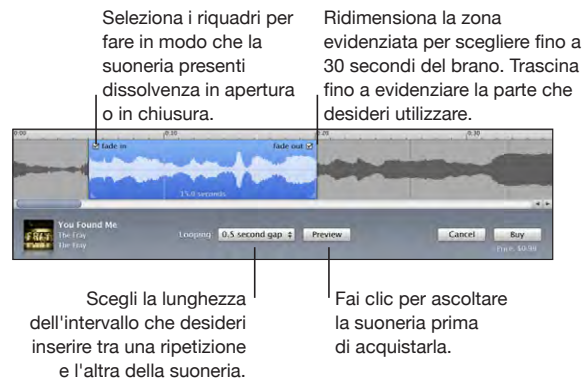 Seleziona i riquadri per
fare in modo che la
suoneria presenti
dissolvenza in apertura
o in chiusura.
Ridimensiona la zona
evidenziata per scegliere fino a
30 secondi del brano. Trascina
fino a evidenziare la parte che
desideri utilizzare.
0:00 0:10 0:20 0:30
fade in fade out
15.0 seconds
You Found Me
The Fray
The Fray
Looping: 0.5 second gap Preview Cancel Buy
Price: $0.99
Scegli la lunghezza
dell'intervallo che desideri
inserire tra una ripetizione
e l'altra della suoneria.
Fai clic per ascoltare
la suoneria prima
di acquistarla.